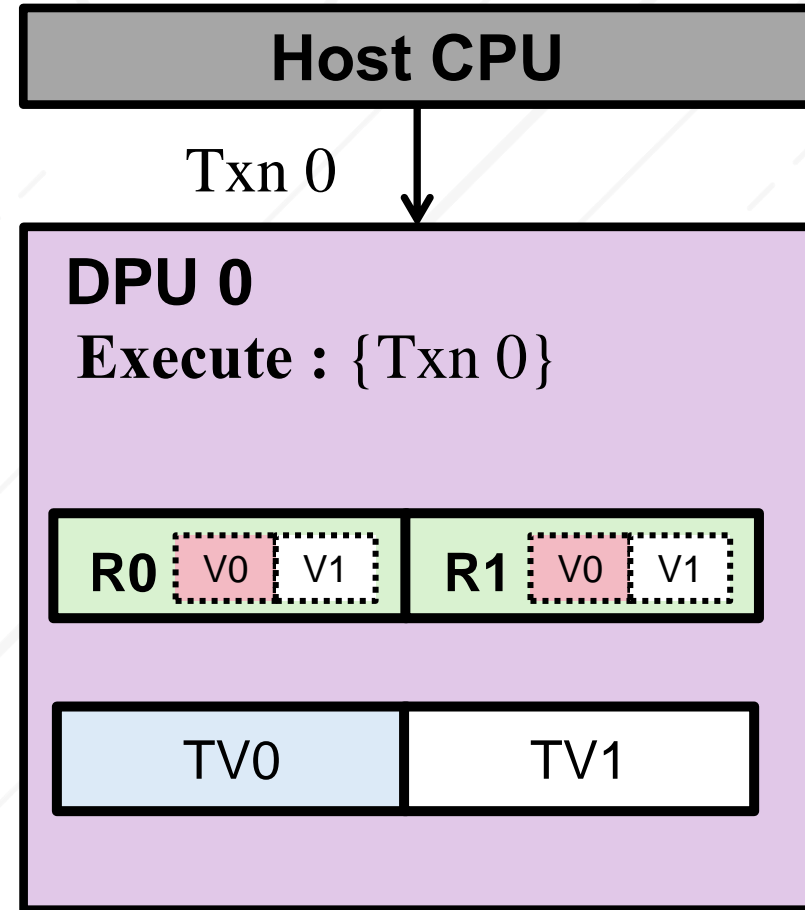 Host CPU
Txn 0
DPU 0
Execute : {Txn 0}
R0 V0 V1 R1 V0 V1
TV0 TV1